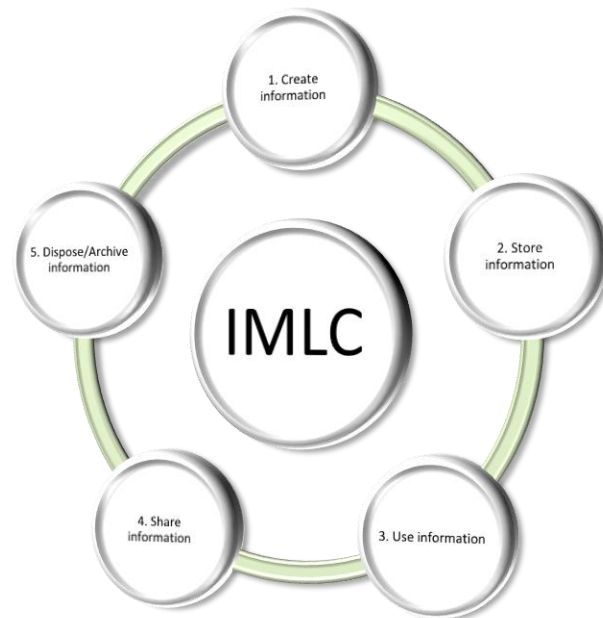 1. Create
information
2. Store
information
3. Use information
4. Share
information
5. Dispose/Archive
information
IMLC